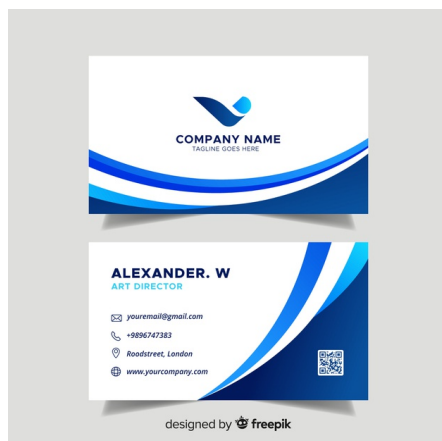 COMPANY NAME
TAGLINE GOES HERE
ALEXANDER. W
ART DIRECTOR
youremail@gmail.com
+9896747383
Roadstreet, London
www.yourcompany.com
designed by freepik